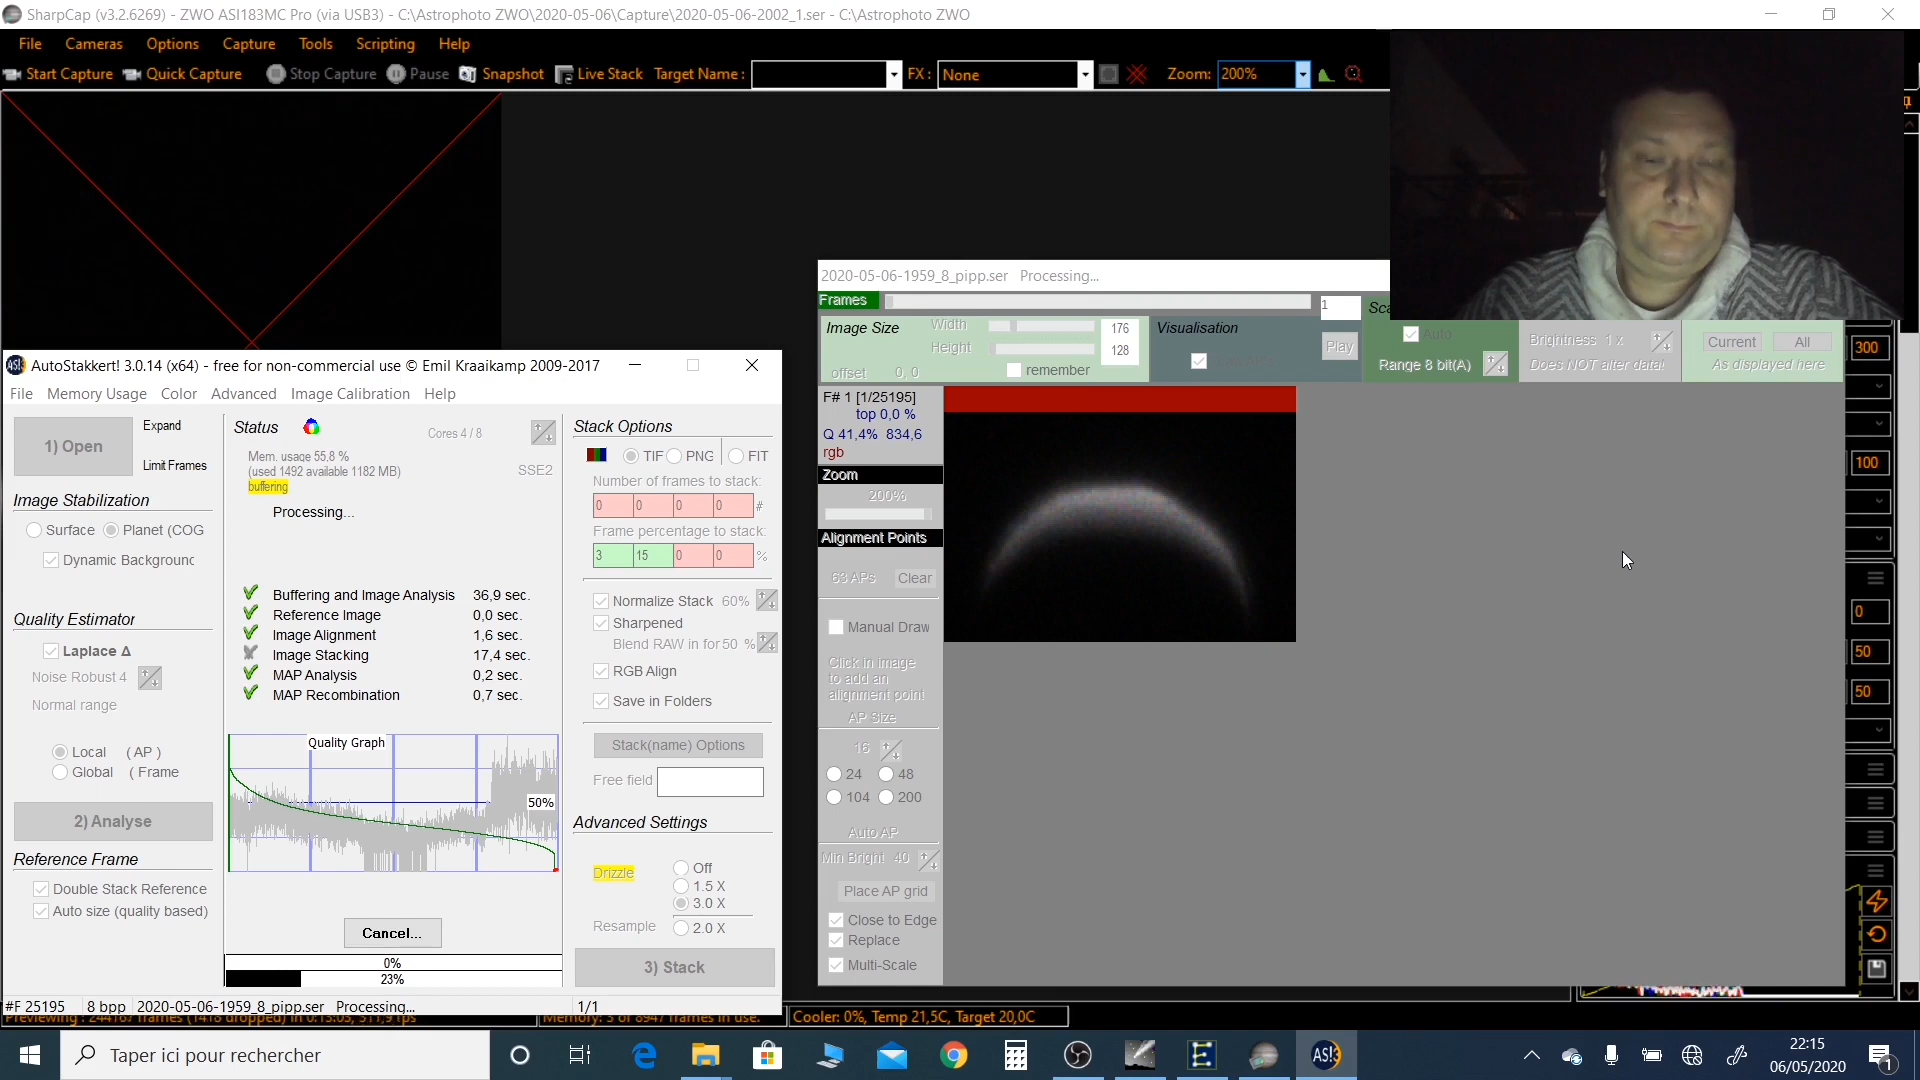 SharpCap (v3.2.6269) - ZWO ASI183MC Pro (via USB3) - C:\Astrophoto ZWO\2020-05-06\Capture\2020-05-06-2002_1.ser - C:\Astrophoto ZWO
File Cameras Options Capture Tools Scripting Help
Start Capture Quick Capture Stop Capture Pause Snapshot Live Stack Target Name : FX : None Zoom: 200%
2020-05-06-1959_8_pipp.ser Processing...
Frames 1
Image Size Width 176 Visualisation Auto
Height 128 Play Range 8 bit(A) Brightness 1 x Current All
offset 0, 0 remember Does NOT alter data! As displayed here
300
100
0
50
50
F# 1 [1/25195]
top 0,0 %
Q 41,4% 834,6
rgb
Zoom
200%
Alignment Points
63 APs Clear
Manual Draw
Click in image
to add an
alignment point
AP Size
16
24 48
104 200
Auto AP
Min Bright 40
Place AP grid
Close to Edge
Replace
Multi-Scale
AutoStakkert! 3.0.14 (x64) - free for non-commercial use © Emil Kraaikamp 2009-2007
File Memory Usage Color Advanced Image Calibration Help
1) Open
Expand
Limit Frames
Image Stabilization
Surface Planet (COG
Dynamic Background
Quality Estimator
Laplace Δ
Noise Robust 4
Normal range
Local ( AP )
Global ( Frame
2) Analyse
Reference Frame
Double Stack Reference
Auto size (quality based)
Status Cores 4 / 8
Mem. usage 55,8 %
(used 1492 available 1182 MB) SSE2
buffering
Processing...
Buffering and Image Analysis 36,9 sec.
Reference Image 0,0 sec.
Image Alignment 1,6 sec.
Image Stacking 17,4 sec.
MAP Analysis 0,2 sec.
MAP Recombination 0,7 sec.
Quality Graph
50%
Cancel...
0%
23%
Stack Options
TIF PNG FIT
Number of frames to stack:
0 0 0 0 #
Frame percentage to stack:
3 15 0 0 %
Normalize Stack 60%
Sharpened
Blend RAW in for 50 %
RGB Align
Save in Folders
Stack(name) Options
Free field
Advanced Settings
Drizzle Off
1.5 X
3.0 X
Resample 2.0 X
3) Stack
#F 25195 8 bpp 2020-05-06-1959_8_pipp.ser Processing... 1/1
Cooler: 0%, Temp 21,5C, Target 20,0C
Taper ici pour rechercher
22:15
06/05/2020
1